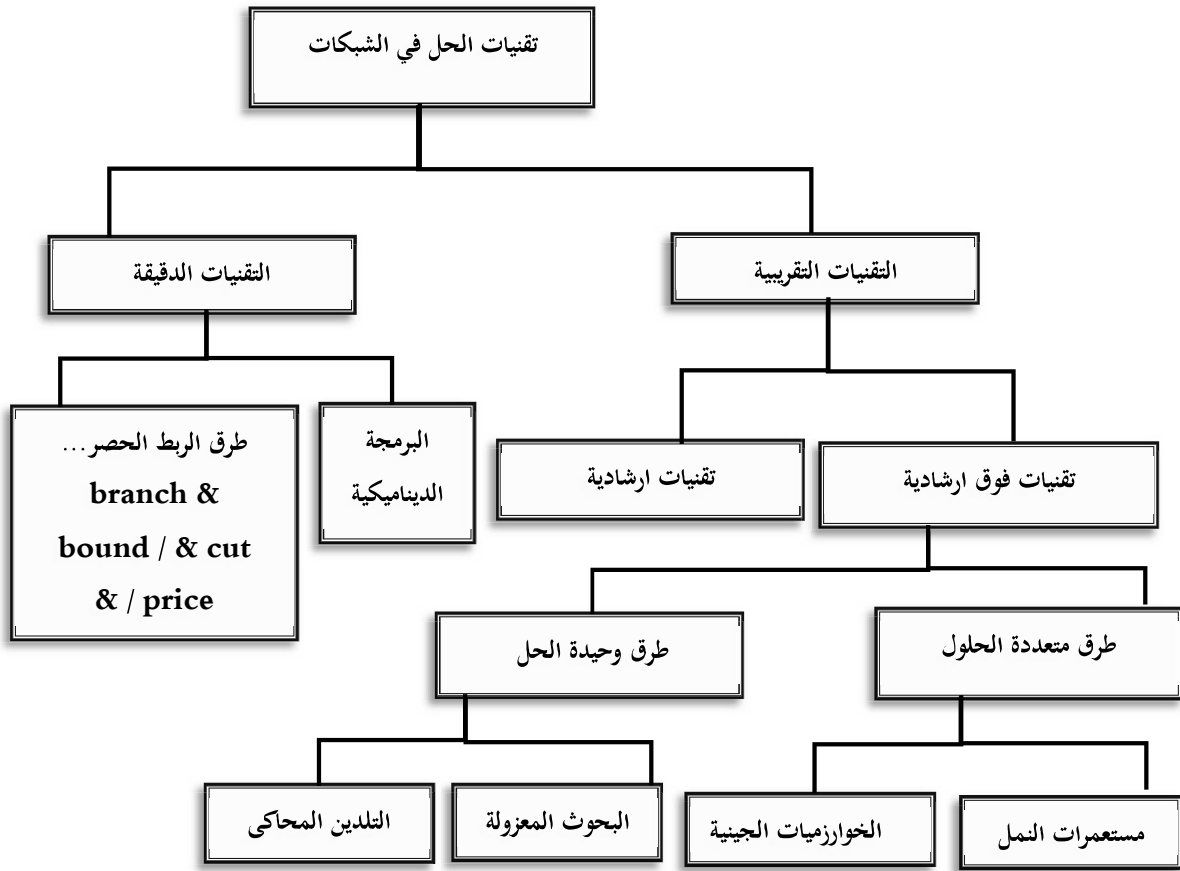 تقنيات الحل في الشبكات
التقنيات التقريبية
التقنيات الدقيقة
تقنيات فوق ارشادية
تقنيات ارشادية
البرمجة
الديناميكية
طرق الربط الحصر...
branch &
bound / & cut
& / price
طرق متعددة الحلول
طرق وحيدة الحل
مستعمرات النمل
الخوارزميات الجينية
البحوث المعزولة
التلدين المحاكى